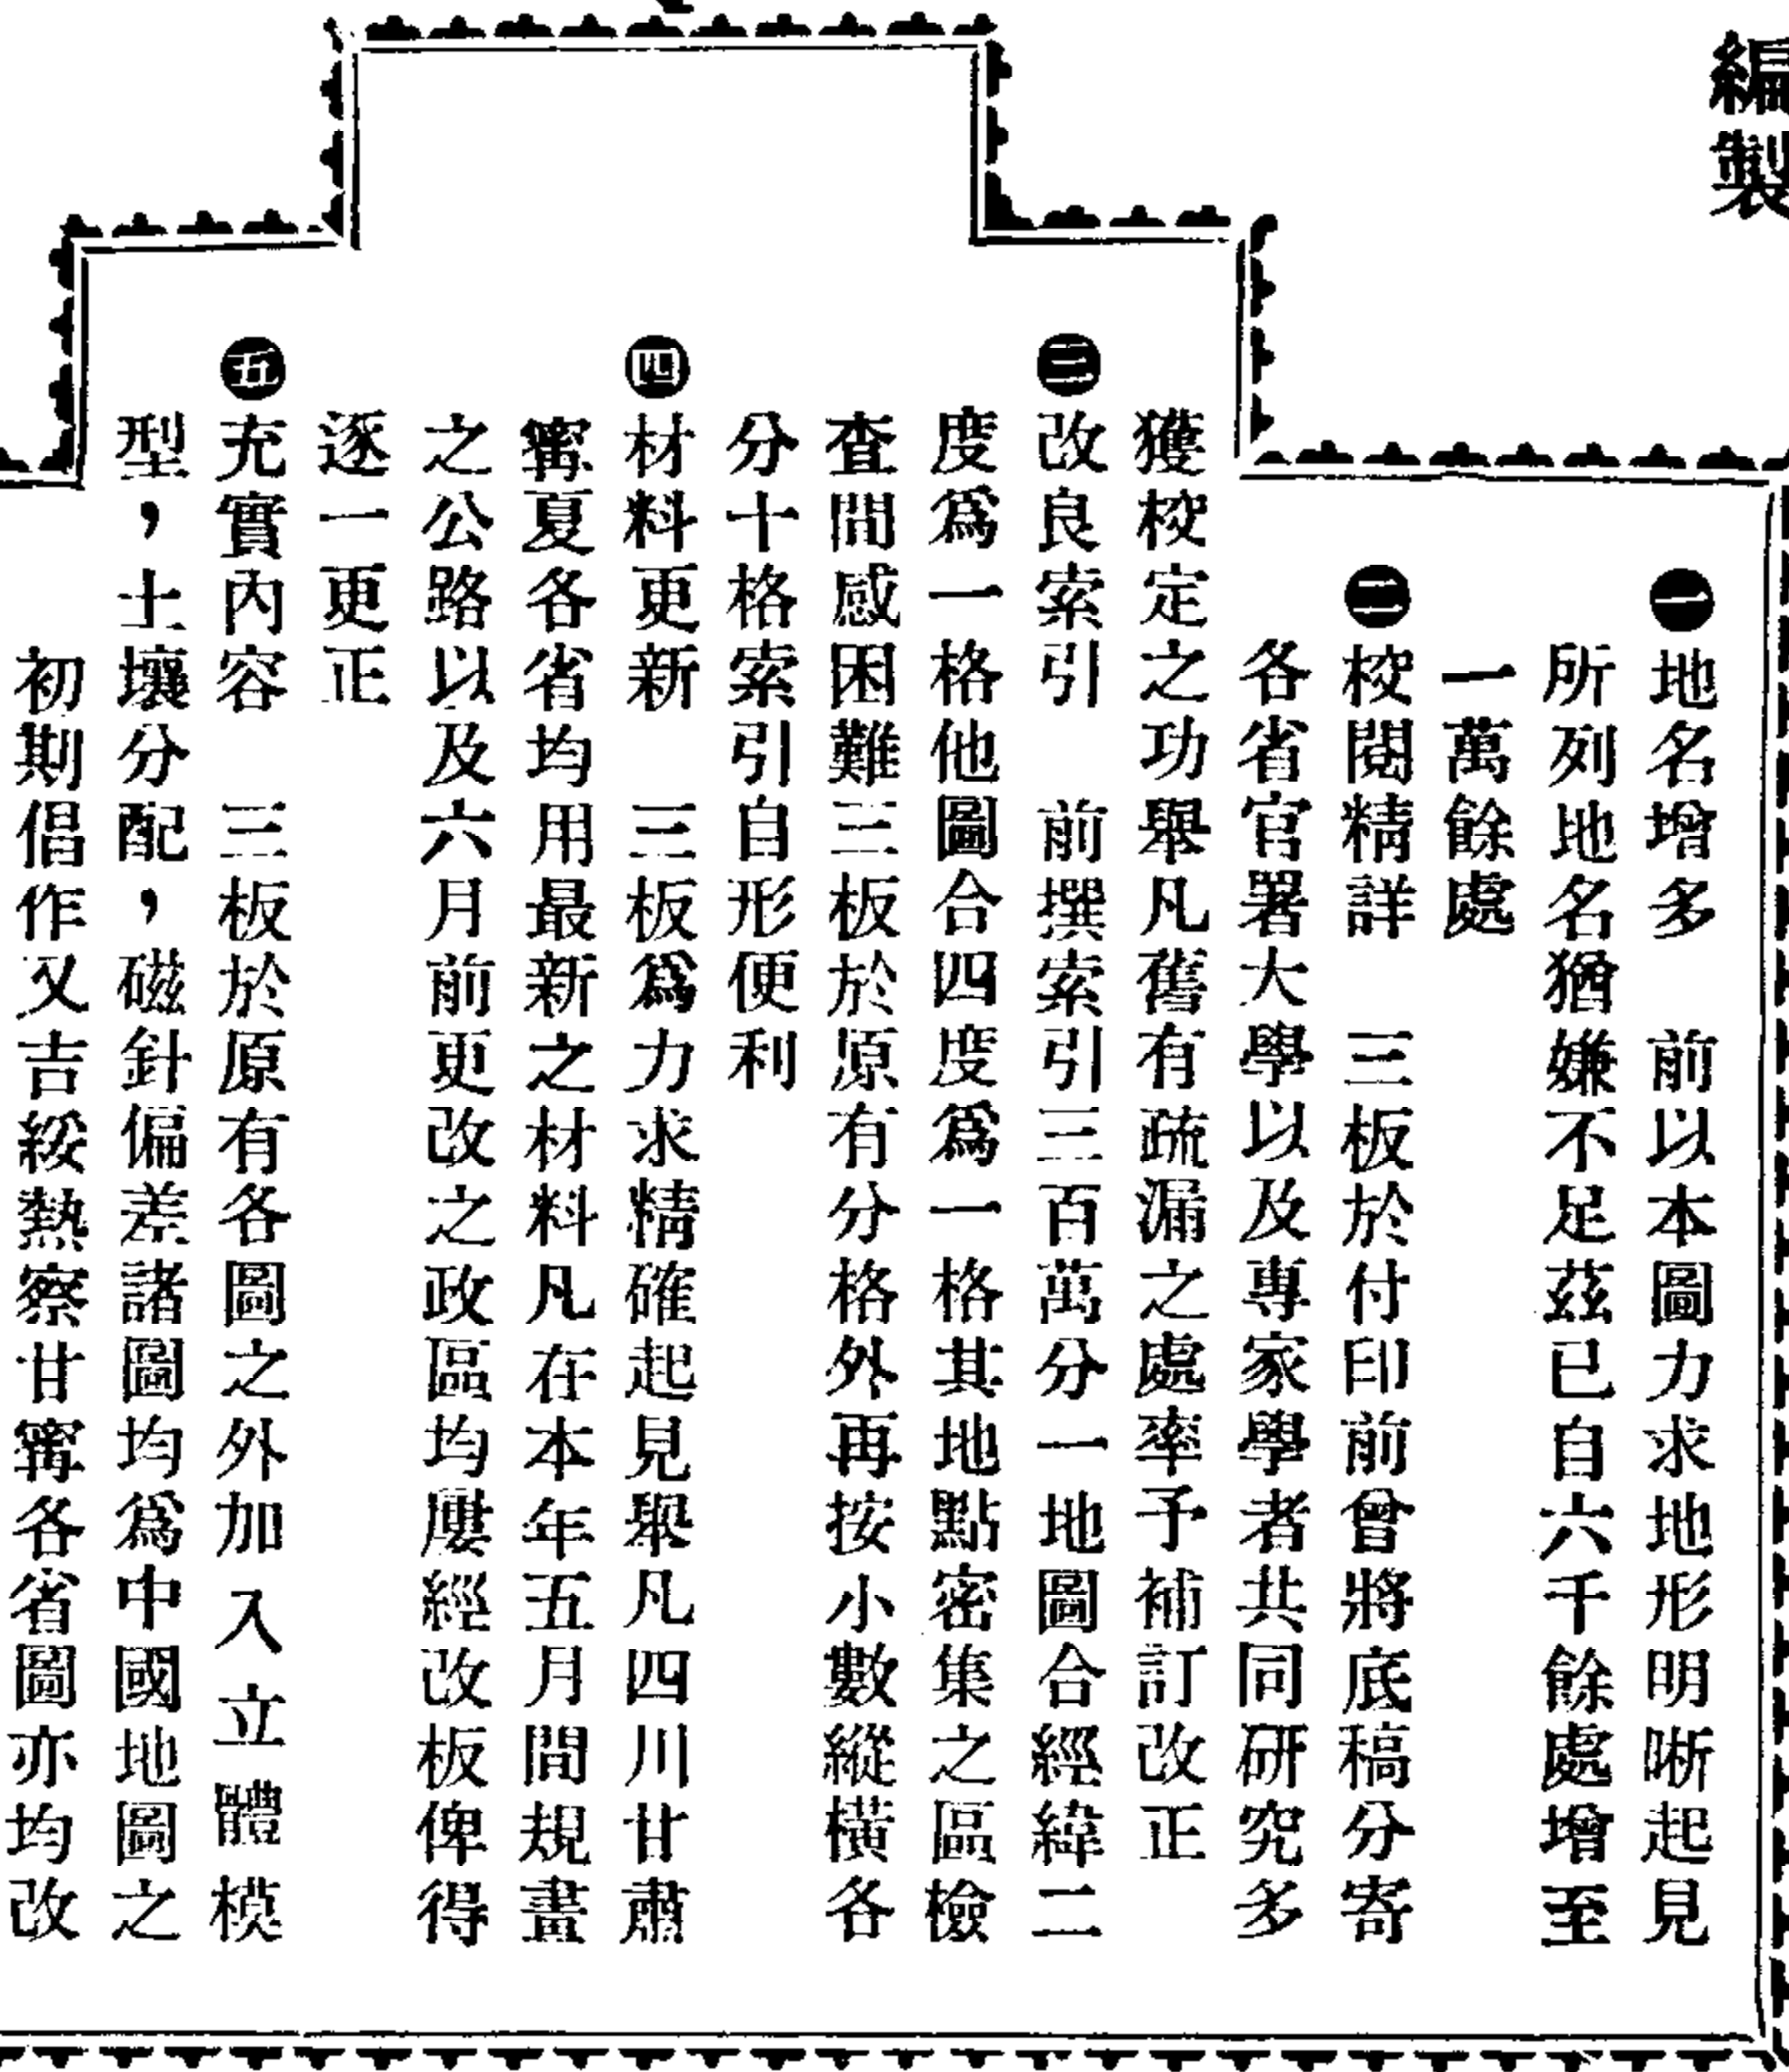 編製
㊀地名增多　前以本圖力求地形明晰起見
所列地名猶嫌不足茲已自六千餘處增至
一萬餘處
㊁校閱精詳　三板於付印前曾將底稿分寄
各省官署大學以及專家學者共同研究多
獲校定之功舉凡舊有疏漏之處率予補訂改正
㊂改良索引　前撰索引三百萬分一地圖合經緯二
度爲一格他圖合四度爲一格其地點密集之區檢
查間感困難三板於原有分格外再按小數縱橫各
分十格索引自形便利
㊃材料更新　三板爲力求精確起見舉凡四川甘肅
甯夏各省均用最新之材料凡在本年五月間規畫
之公路以及六月前更改之政區均屢經改板俾得
逐一更正
㊄充實內容　三板於原有各圖之外加入立體模
型，土壤分配，磁針偏差諸圖均爲中國地圖之
初期倡作又吉綏熱察甘甯各省圖亦均改